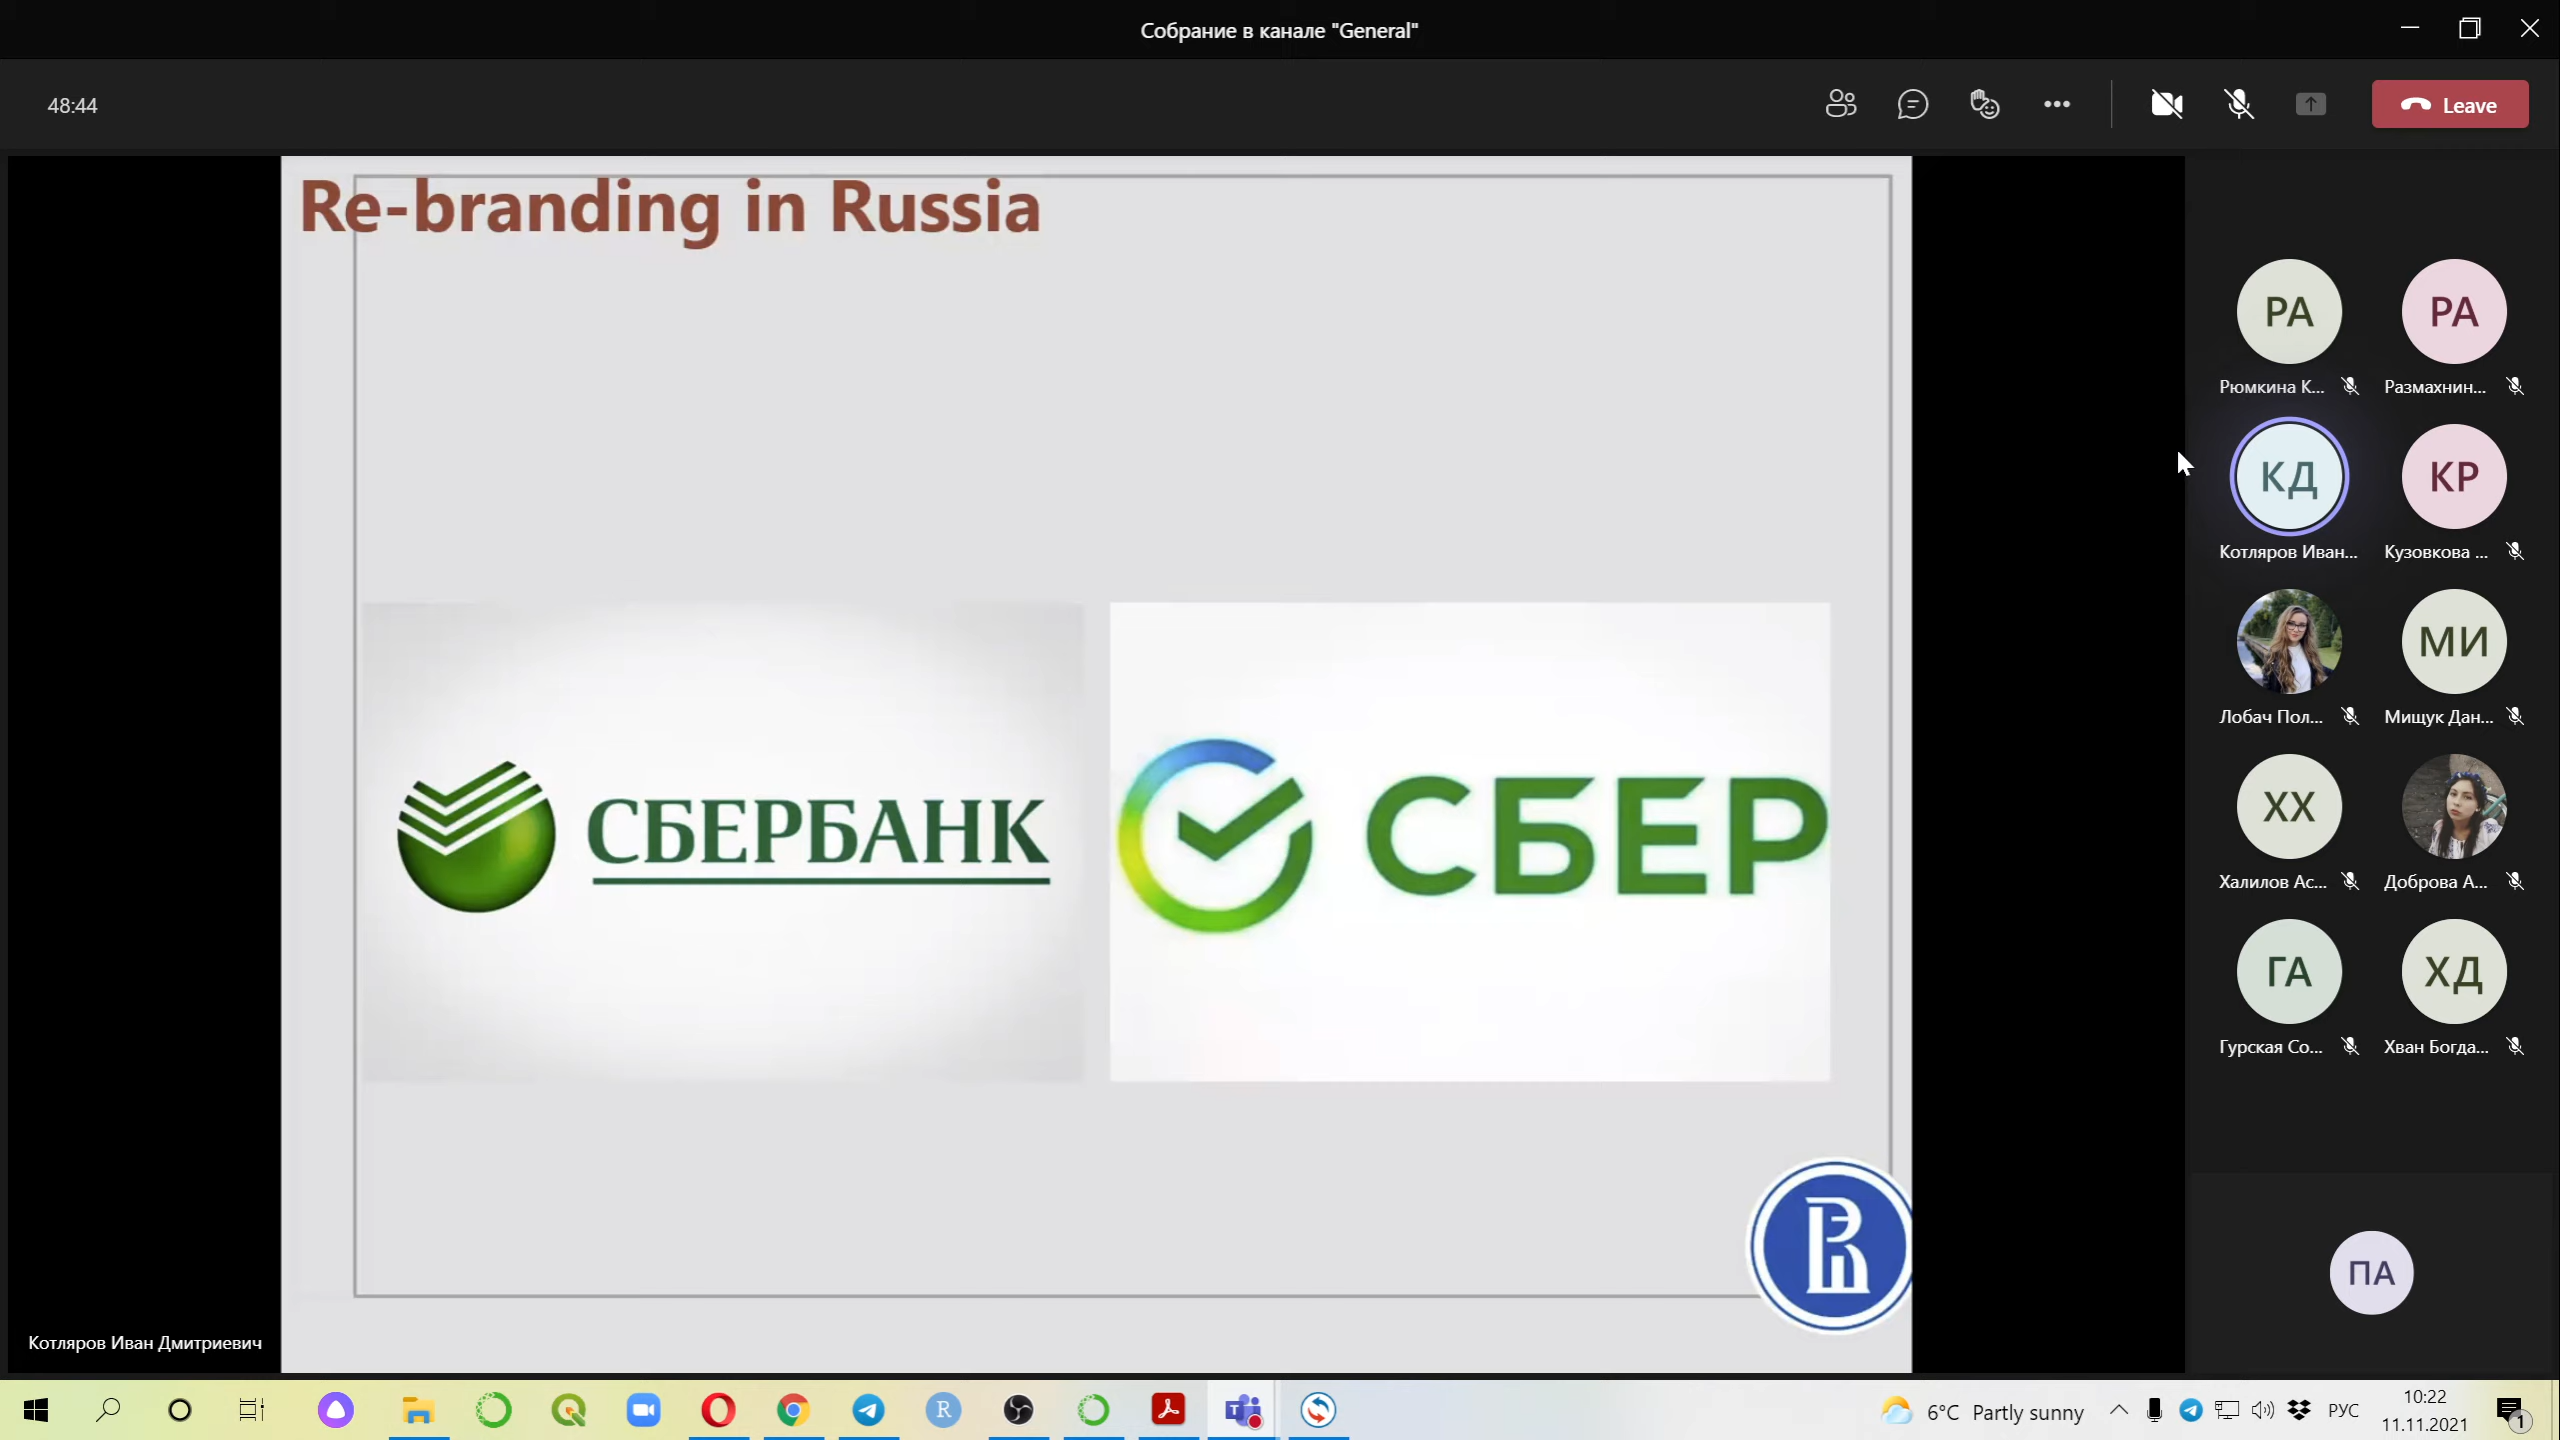 Собрание в канале "General"
48:44
Leave
Re-branding in Russia
СБЕРБАНК
СБЕР
РА
РА
Рюмкина К...
Размахнин...
КД
КР
Котляров Иван...
Кузовкова ...
МИ
Лобач Пол...
Мищук Дан...
ХХ
Халилов Ас...
Доброва А...
ГА
ХД
Гурская Со...
Хван Богда...
ПА
Котляров Иван Дмитриевич
6°C Partly sunny
РУС
10:22
11.11.2021
1